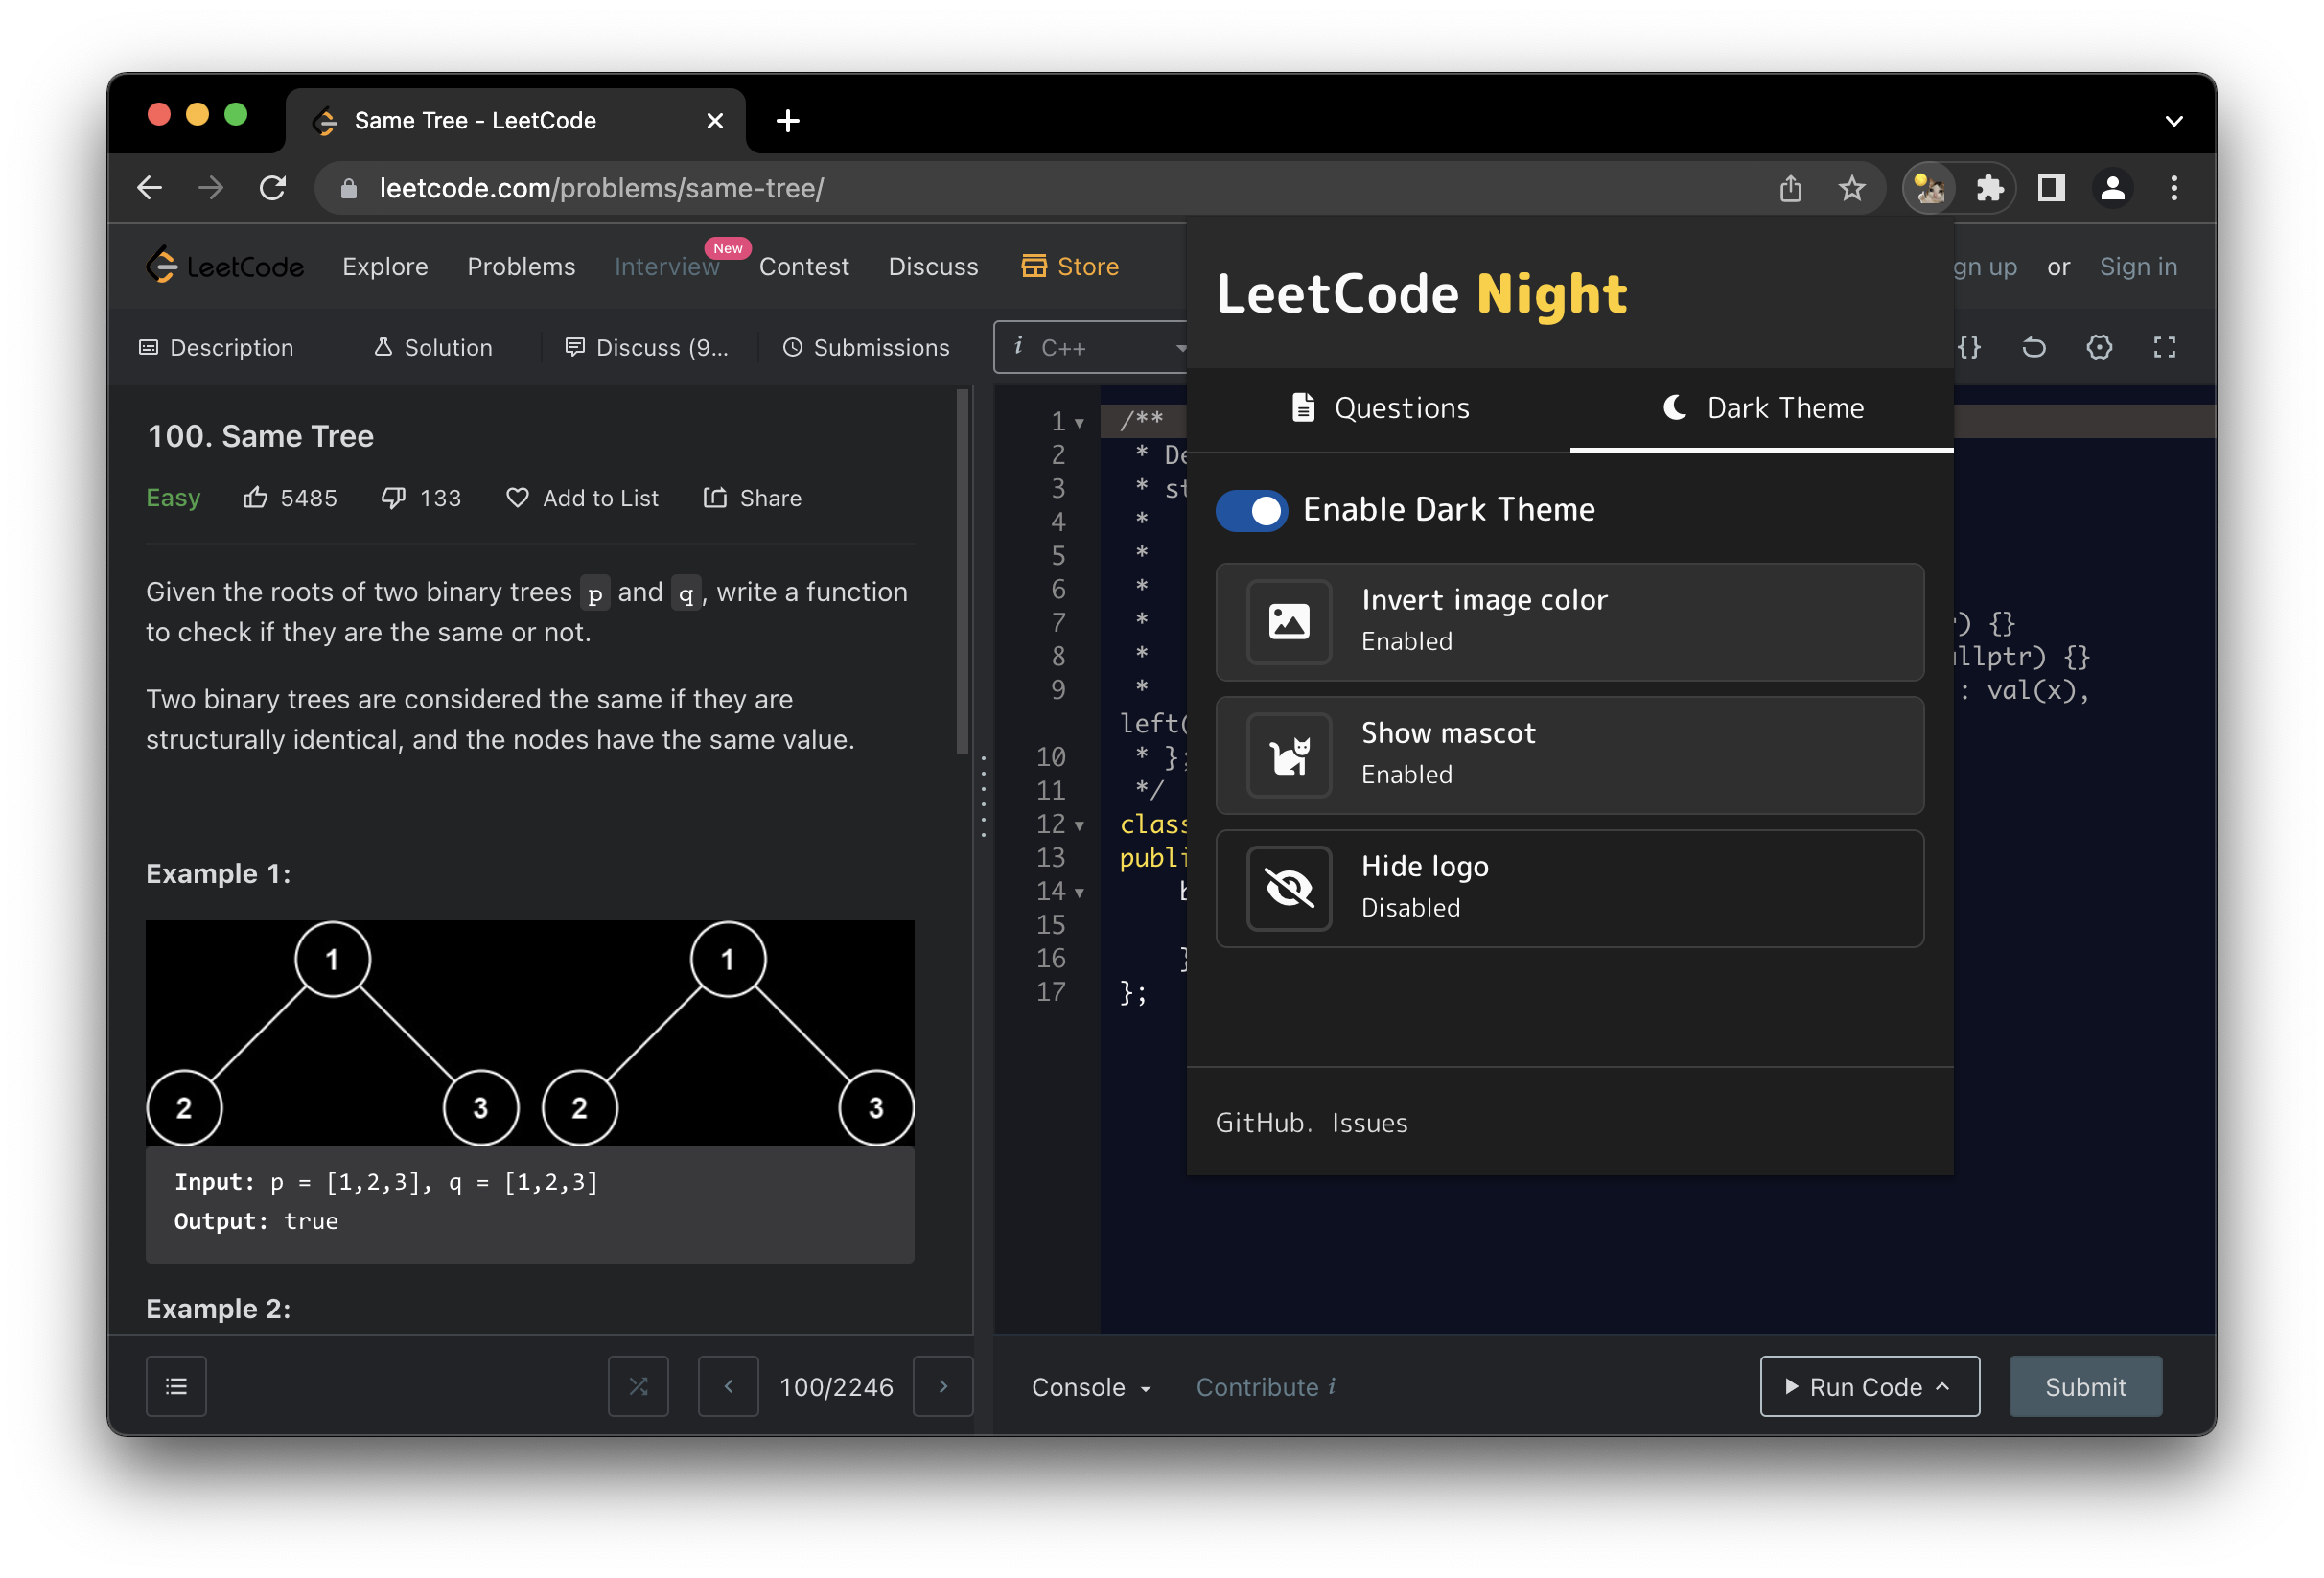 Same Tree - LeetCode
leetcode.com/problems/same-tree/
LeetCode Explore Problems Interview New Contest Discuss Store
gn up or Sign in
Description Solution Discuss (9... Submissions
i C++
{}
100. Same Tree
Easy 5485 133 Add to List Share
Given the roots of two binary trees p and q, write a function
to check if they are the same or not.
Two binary trees are considered the same if they are
structurally identical, and the nodes have the same value.
Example 1:
1 1
2 3 2 3
Input: p = [1,2,3], q = [1,2,3]
Output: true
Example 2:
100/2246
1 /**
2 * De
3 * st
4 *
5 *
6 *
7 * ) {}
8 * llptr) {}
9 * : val(x),
left(
10 * };
11 */
12 class
13 publi
14
15
16 }
17 };
LeetCode Night
Questions Dark Theme
Enable Dark Theme
Invert image color
Enabled
Show mascot
Enabled
Hide logo
Disabled
GitHub. Issues
Console Contribute i
Run Code Submit